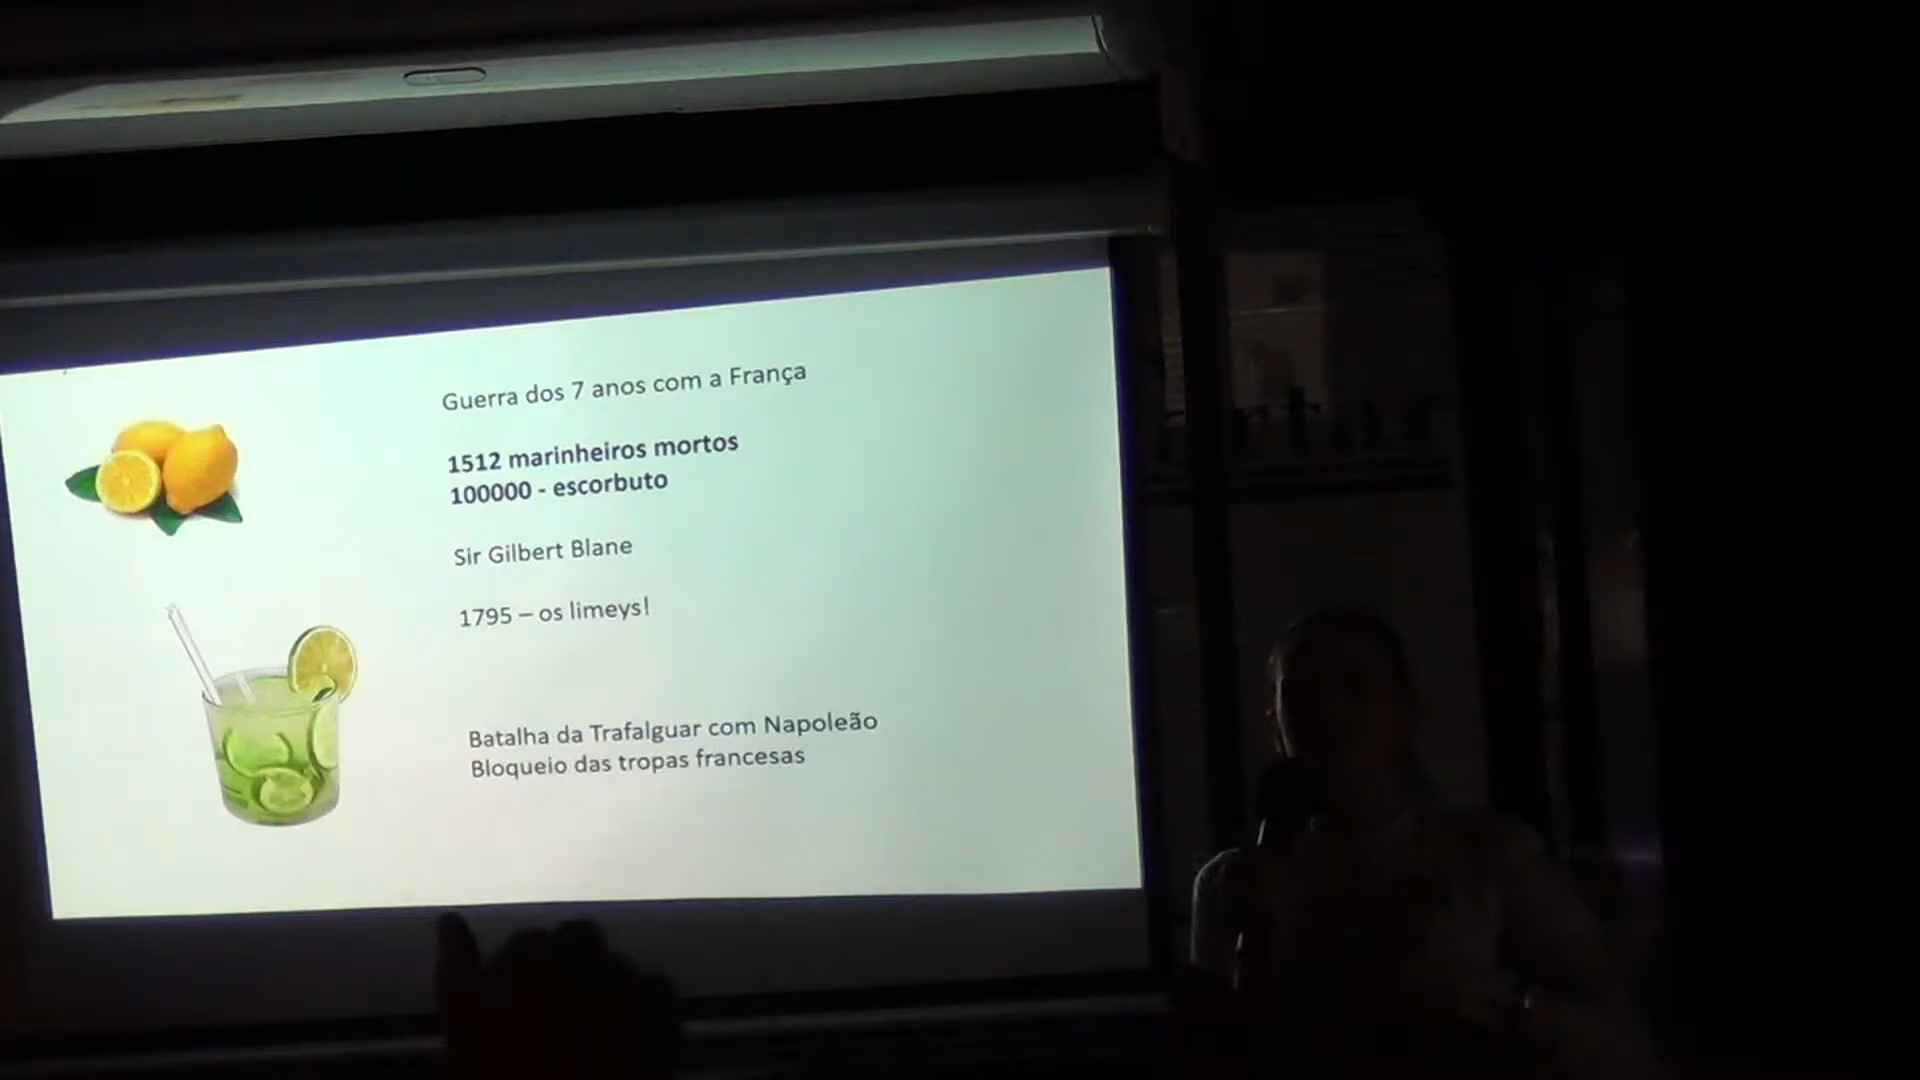 Guerra dos 7 anos com a França
1512 marinheiros mortos
100000 - escorbuto
Sir Gilbert Blane
1795 – os limeys!
Batalha da Trafalguar com Napoleão
Bloqueio das tropas francesas